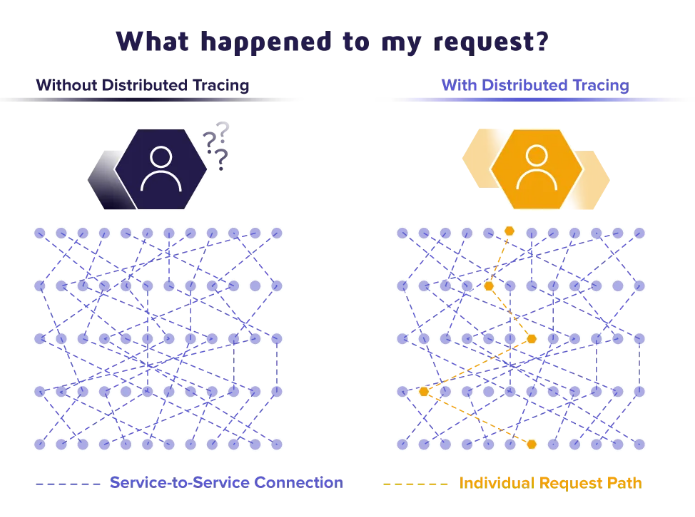 What happened to my request?
Without Distributed Tracing
With Distributed Tracing
???
Service-to-Service Connection
Individual Request Path